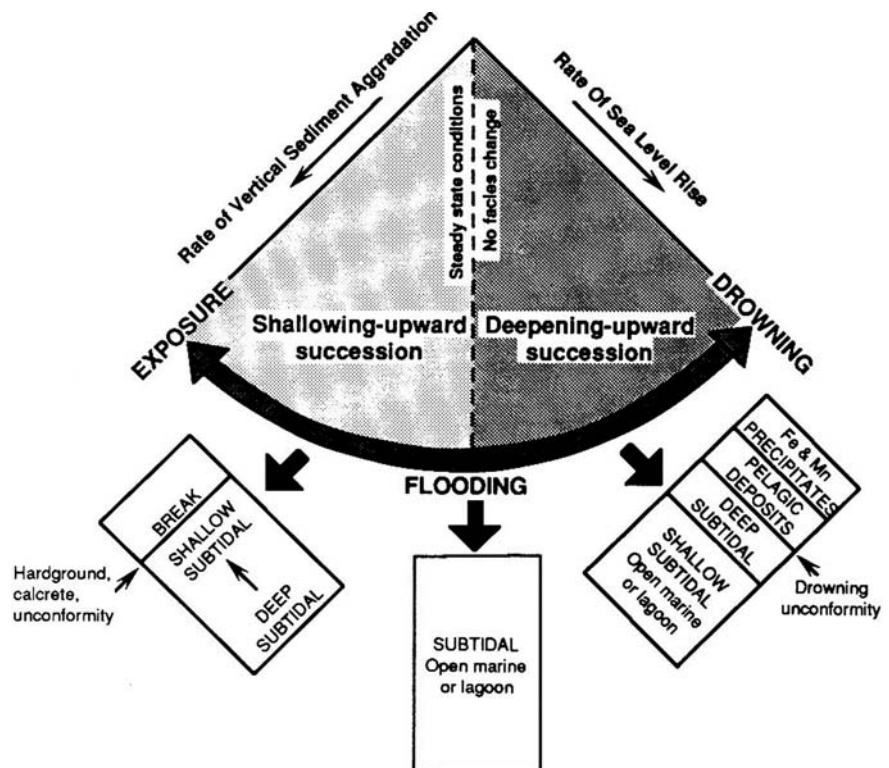 Rate of Vertical Sediment Aggradation
Rate Of Sea Level Rise
Steady state conditions
No facies change
EXPOSURE
Shallowing-upward
succession
Deepening-upward
succession
DROWNING
FLOODING
BREAK
SHALLOW
SUBTIDAL
DEEP
SUBTIDAL
Hardground,
calcrete,
unconformity
SUBTIDAL
Open marine
or lagoon
Fe & Mn
PRECIPITATES
PELAGIC
DEPOSITS
DEEP
SUBTIDAL
SHALLOW
SUBTIDAL
Open marine
or lagoon
Drowning
unconformity